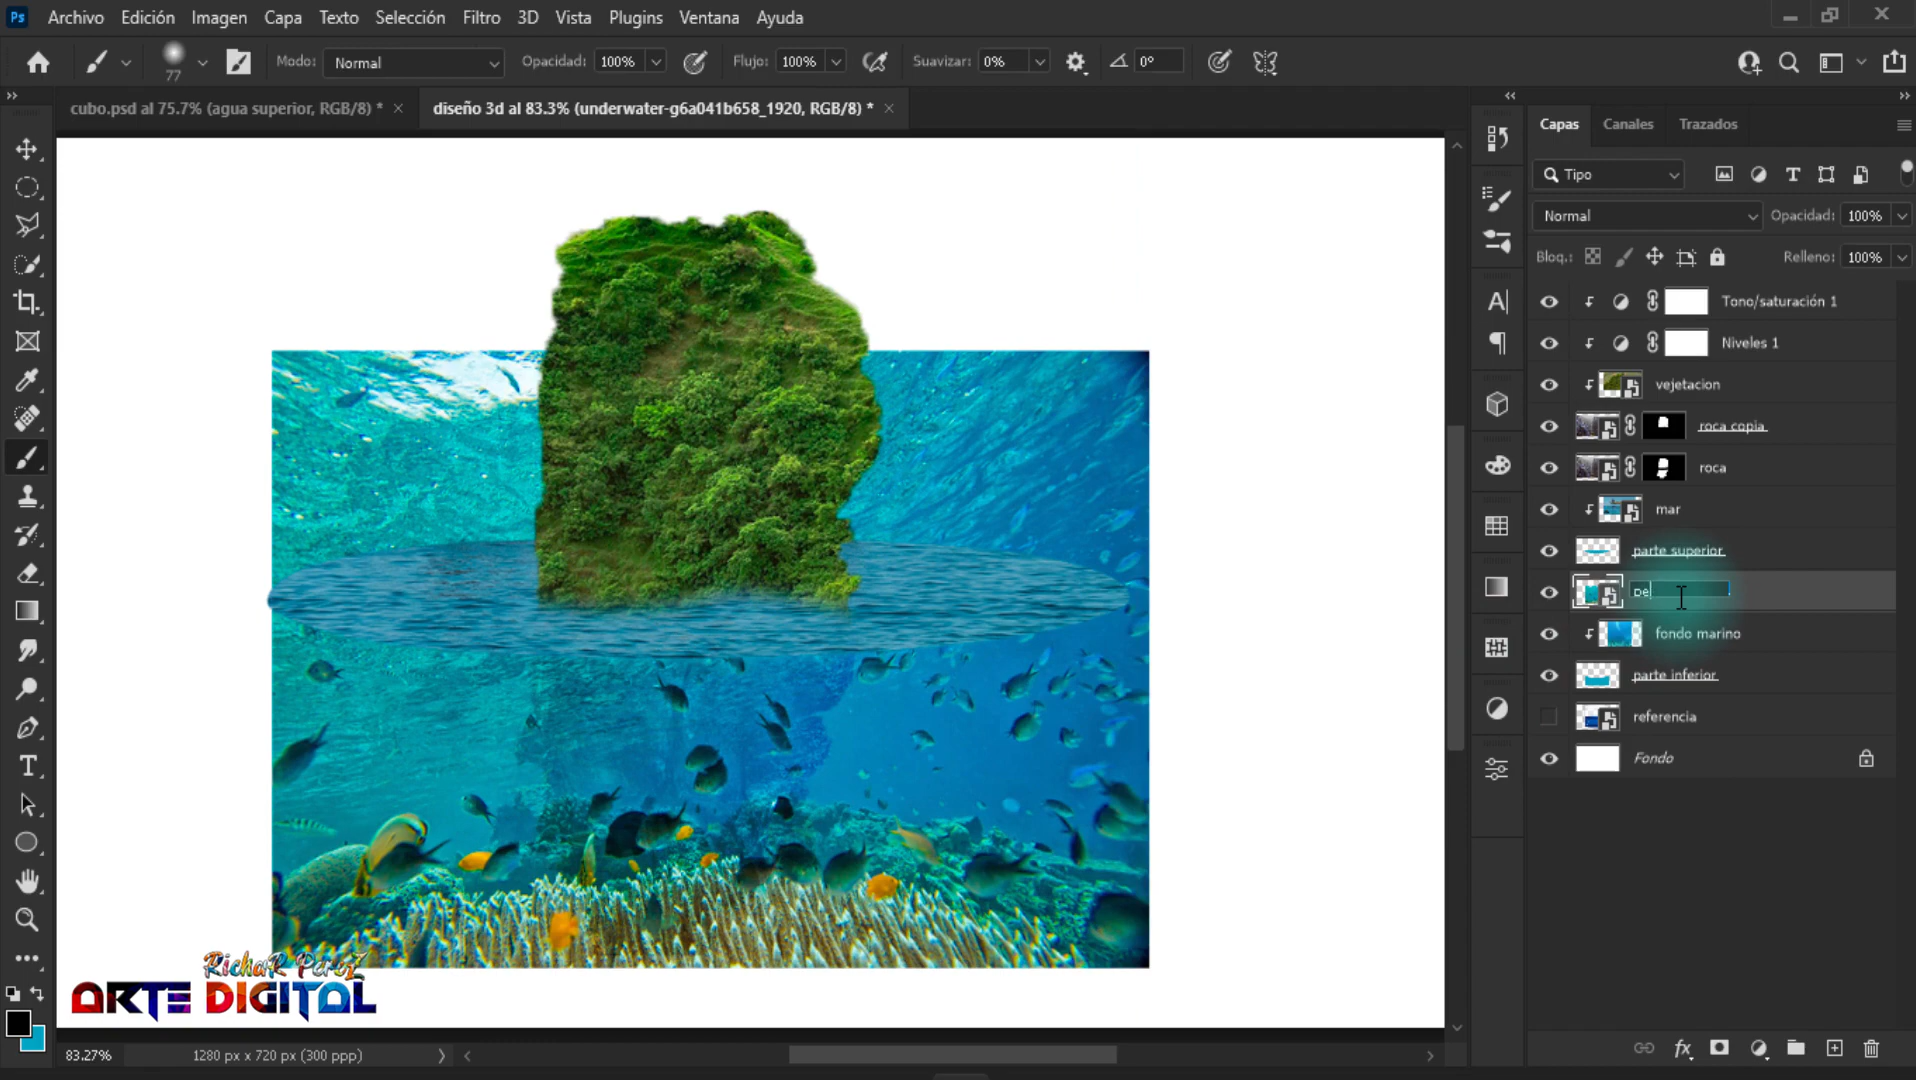 Ps Archivo Edición Imagen Capa Texto Selección Filtro 3D Vista Plugins Ventana Ayuda
77 Modo: Normal Opacidad: 100% Flujo: 100% Suavizar: 0% 0°
cubo.psd al 75.7% (agua superior, RGB/8) * diseño 3d al 83.3% (underwater-g6a041b658_1920, RGB/8) *
Capas Canales Trazados
Tipo
Normal Opacidad: 100%
Bloq.: Relleno: 100%
Tono/saturación 1
Niveles 1
vejetacion
roca copia
roca
mar
parte superior
pe
fondo marino
parte inferior
referencia
Fondo
RichaR Perez
ARTE DIGITAL
83.27% 1280 px x 720 px (300 ppp)